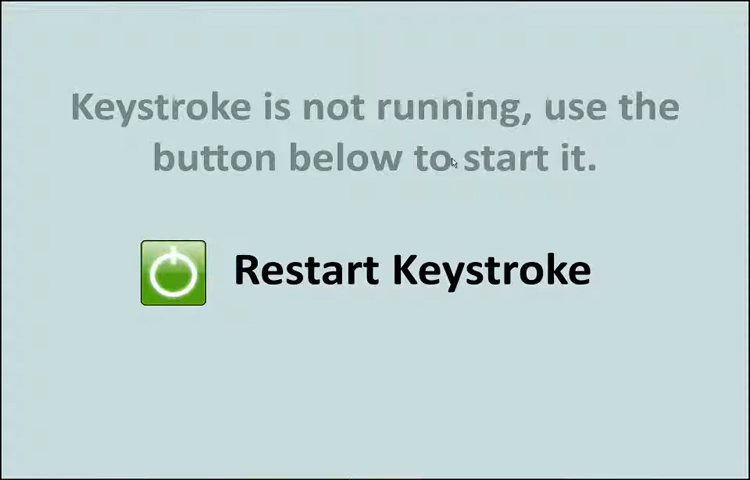 Keystroke is not running, use the
button below to start it.
Restart Keystroke